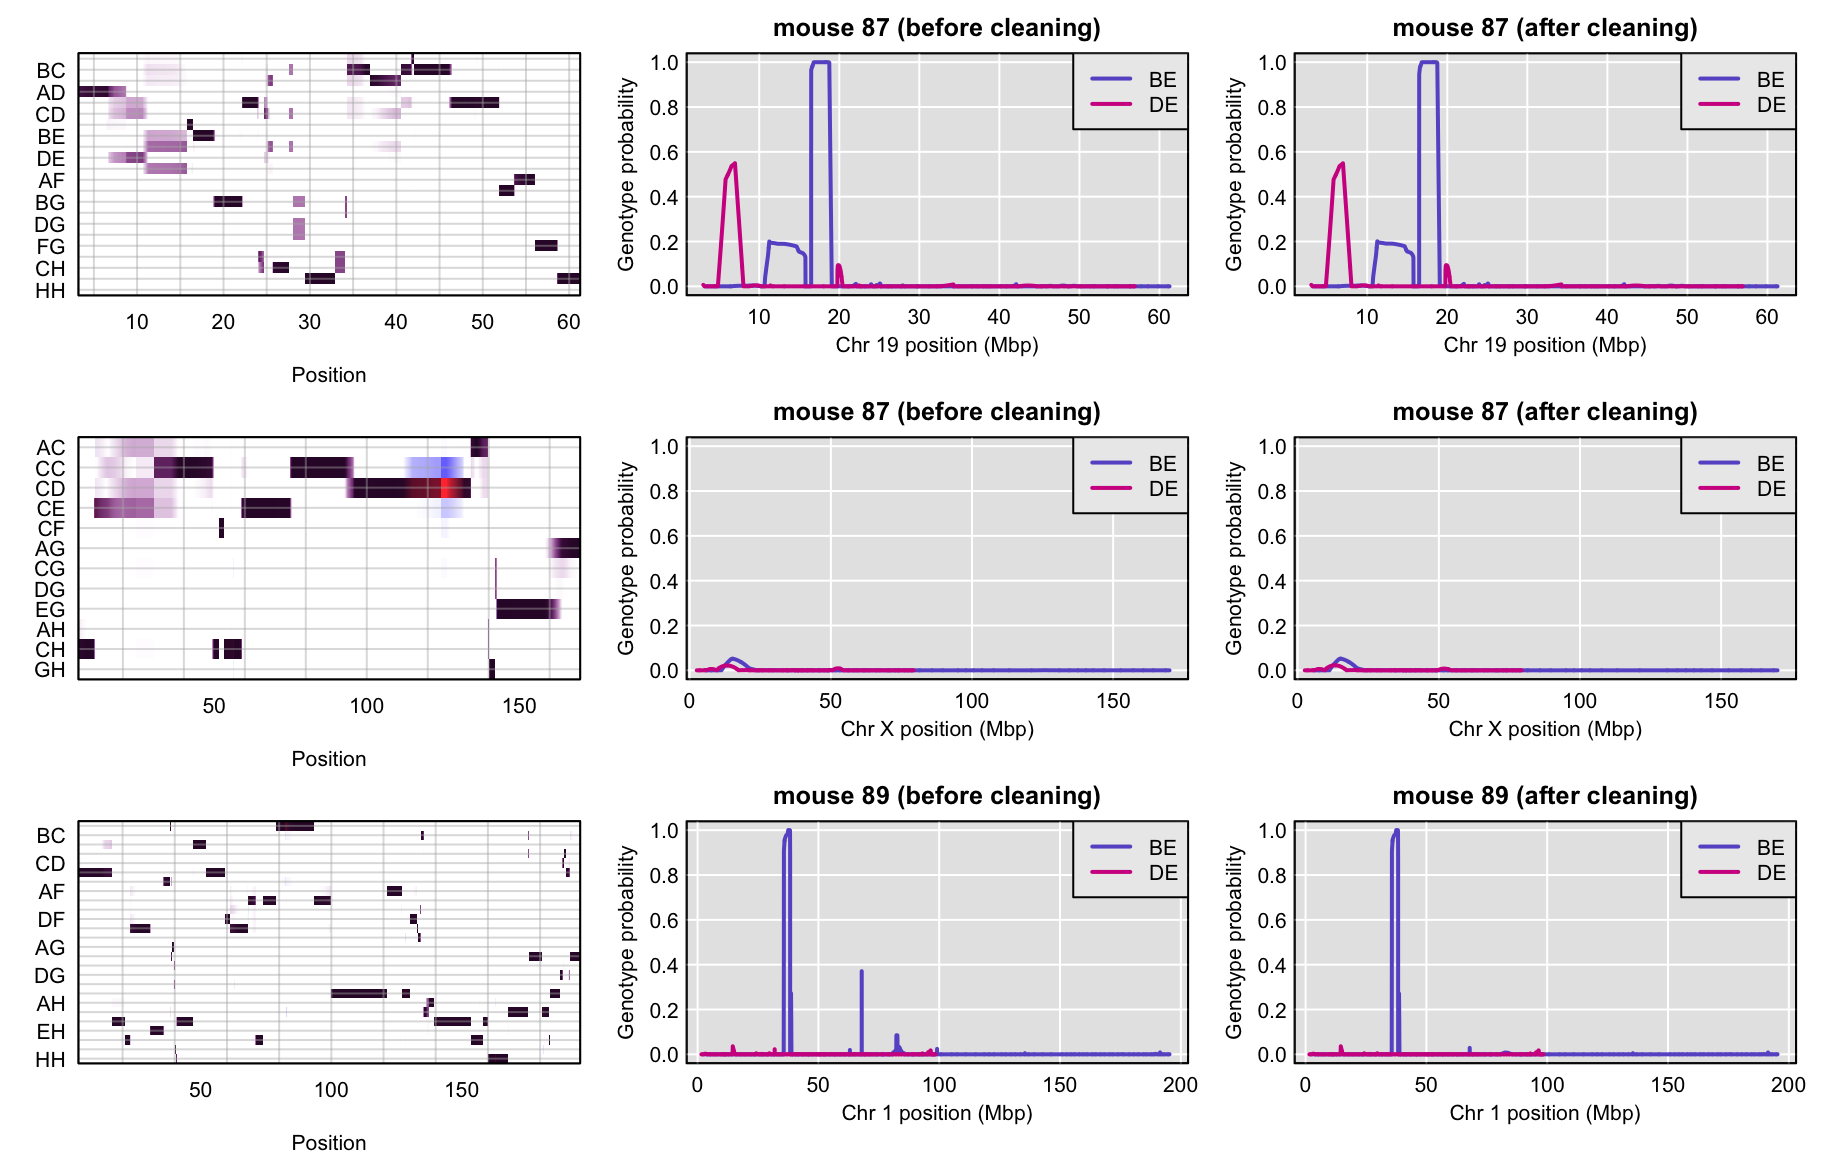 BC
AD
CD
BE
DE
AF
BG
DG
FG
CH
HH
10 20 30 40 50 60
Position
mouse 87 (before cleaning)
Genotype probability
1.0
0.8
0.6
0.4
0.2
0.0
BE
DE
10 20 30 40 50 60
Chr 19 position (Mbp)
mouse 87 (after cleaning)
Genotype probability
1.0
0.8
0.6
0.4
0.2
0.0
BE
DE
10 20 30 40 50 60
Chr 19 position (Mbp)
AC
CC
CD
CE
CF
AG
CG
DG
EG
AH
CH
GH
50 100 150
Position
mouse 87 (before cleaning)
Genotype probability
1.0
0.8
0.6
0.4
0.2
0.0
BE
DE
0 50 100 150
Chr X position (Mbp)
mouse 87 (after cleaning)
Genotype probability
1.0
0.8
0.6
0.4
0.2
0.0
BE
DE
0 50 100 150
Chr X position (Mbp)
BC
CD
AF
DF
AG
DG
AH
EH
HH
50 100 150
Position
mouse 89 (before cleaning)
Genotype probability
1.0
0.8
0.6
0.4
0.2
0.0
BE
DE
0 50 100 150 200
Chr 1 position (Mbp)
mouse 89 (after cleaning)
Genotype probability
1.0
0.8
0.6
0.4
0.2
0.0
BE
DE
0 50 100 150 200
Chr 1 position (Mbp)